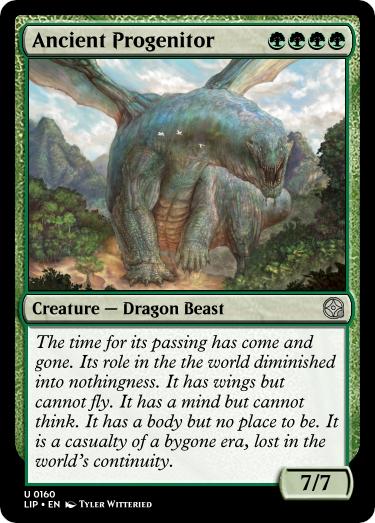 Ancient Progenitor
Creature — Dragon Beast
The time for its passing has come and
gone. Its role in the the world diminished
into nothingness. It has wings but
cannot fly. It has a mind but cannot
think. It has a body but no place to be. It
is a casualty of a bygone era, lost in the
world's continuity.
7/7
U 0160
LIP • EN Tyler Witteried